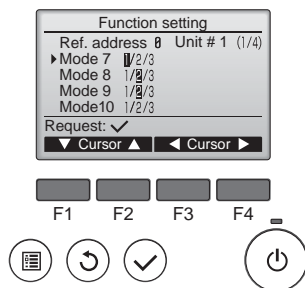 Function setting
Ref. address 0 Unit # 1 (1/4)
Mode 7 1/2/3
Mode 8 1/2/3
Mode 9 1/2/3
Mode10 1/2/3
Request: ✓
▼ Cursor ▲ ◀ Cursor ▶
F1 F2 F3 F4